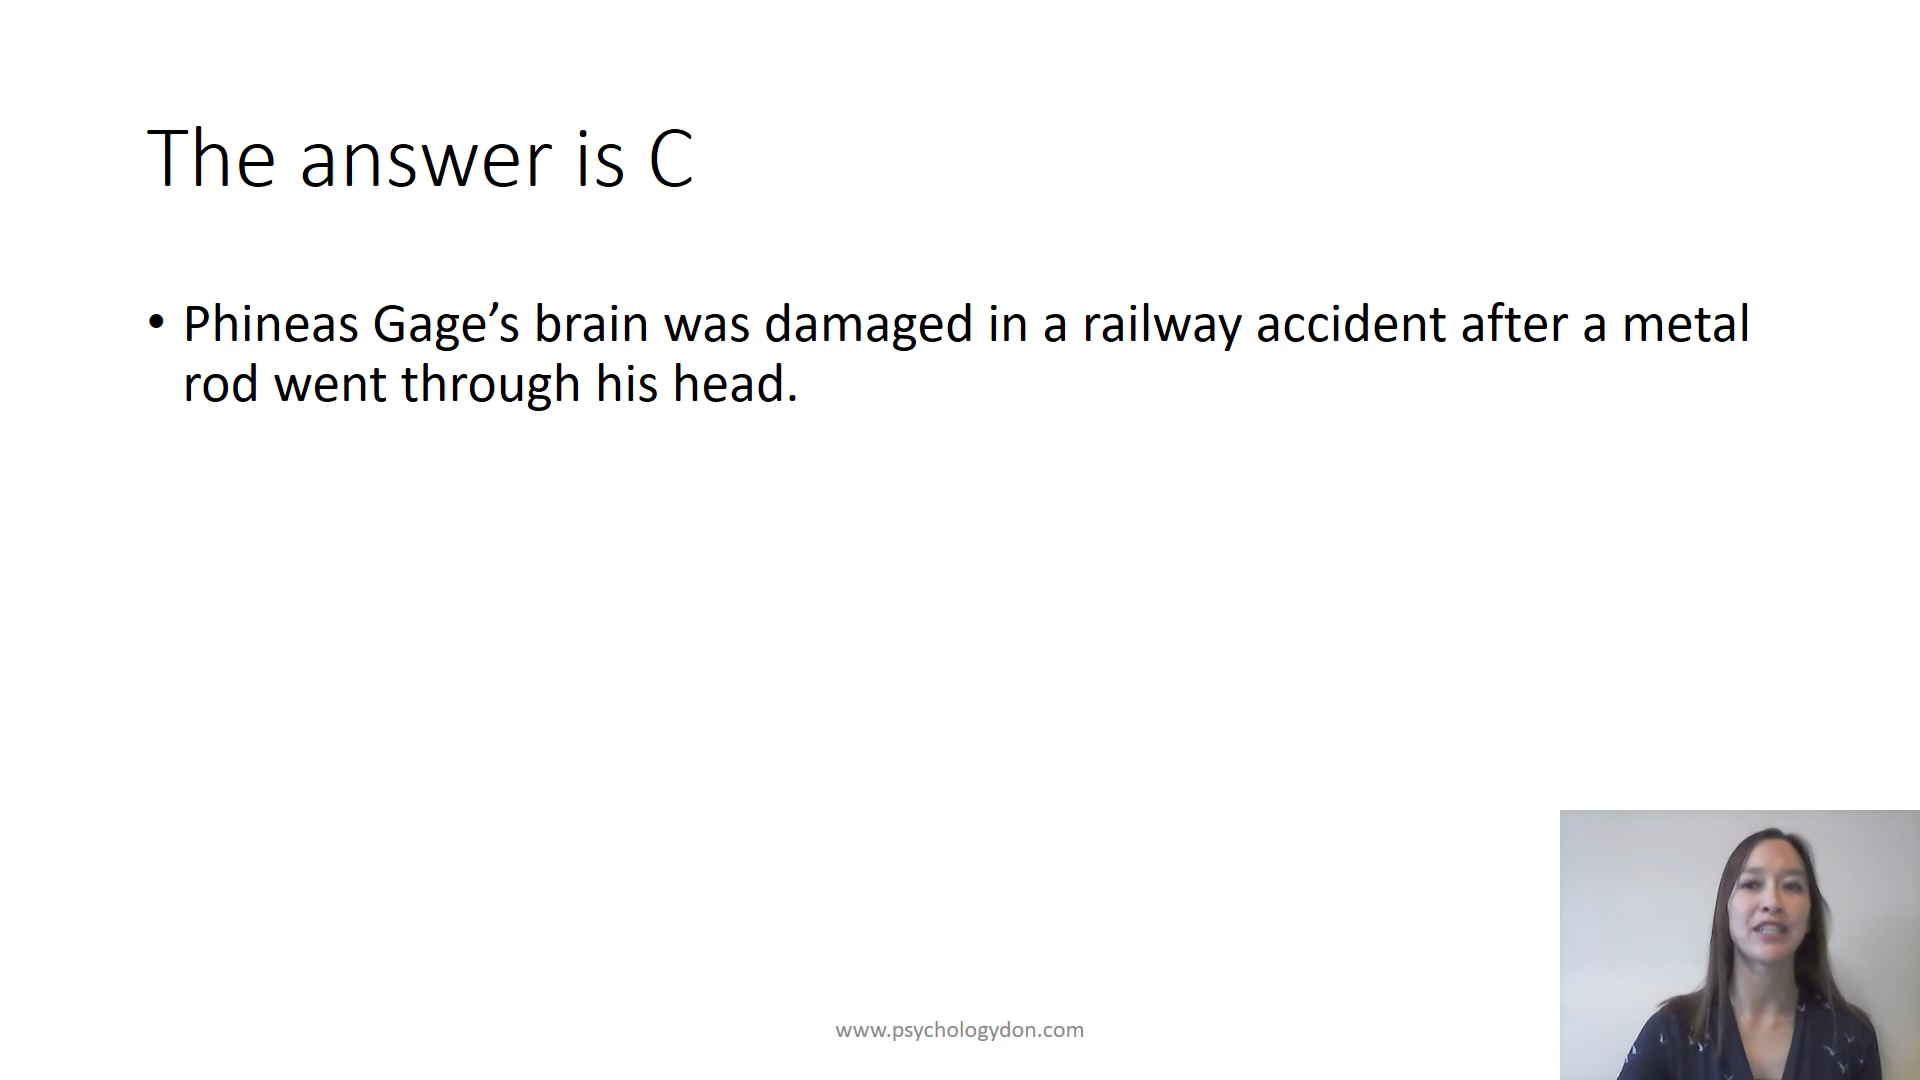 The answer is C
• Phineas Gage’s brain was damaged in a railway accident after a metal
rod went through his head.
www.psychologydon.com